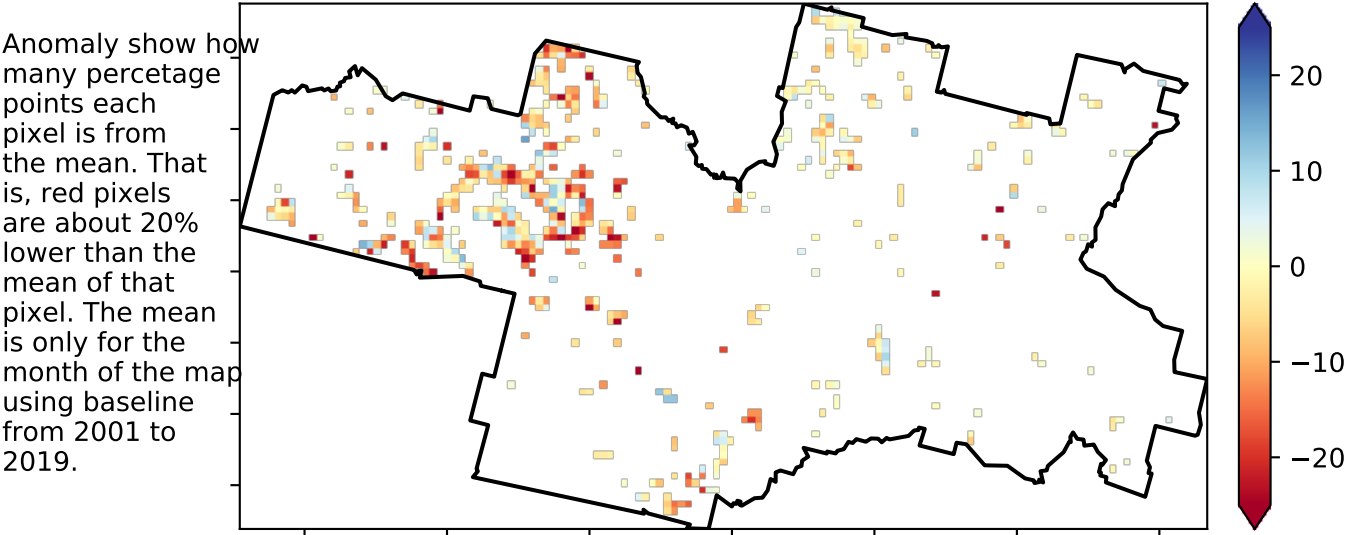 Anomaly show how
many percetage
points each
pixel is from
the mean. That
is, red pixels
are about 20%
lower than the
mean of that
pixel. The mean
is only for the
month of the map
using baseline
from 2001 to
2019.
20
10
0
−10
−20